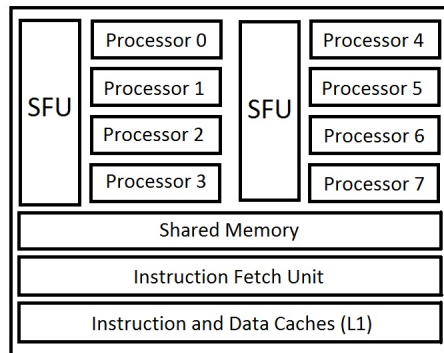 SFU
Processor 0
Processor 1
Processor 2
Processor 3
SFU
Processor 4
Processor 5
Processor 6
Processor 7
Shared Memory
Instruction Fetch Unit
Instruction and Data Caches (L1)